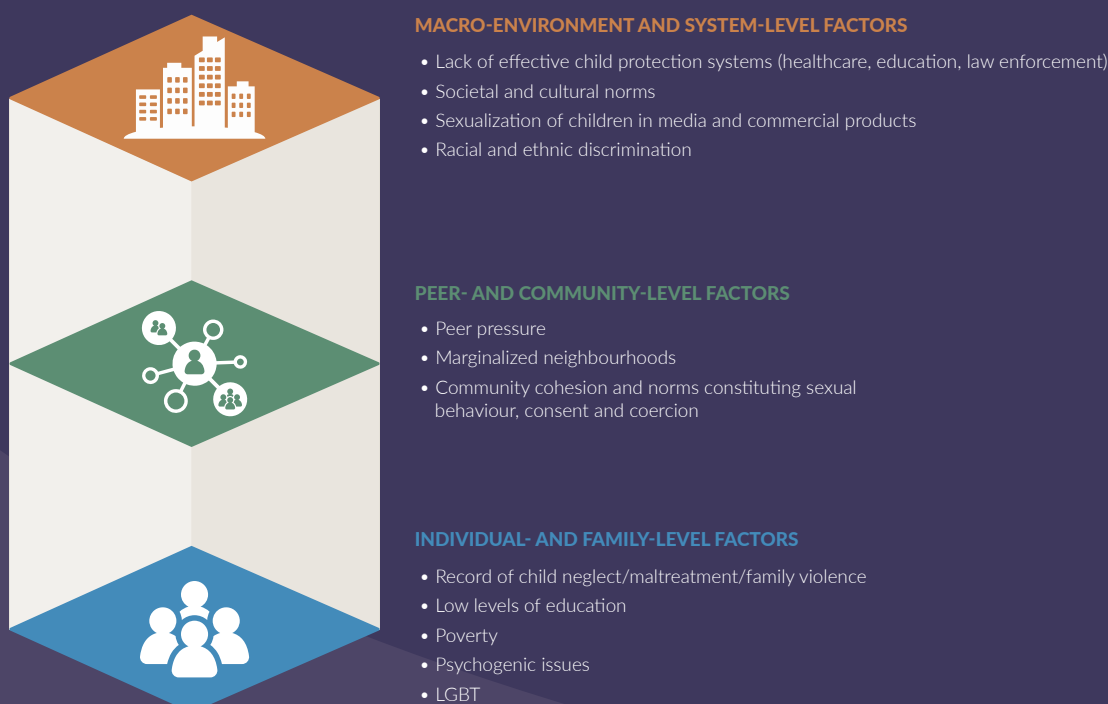 MACRO-ENVIRONMENT AND SYSTEM-LEVEL FACTORS
• Lack of effective child protection systems (healthcare, education, law enforcement)
• Societal and cultural norms
• Sexualization of children in media and commercial products
• Racial and ethnic discrimination
PEER- AND COMMUNITY-LEVEL FACTORS
• Peer pressure
• Marginalized neighbourhoods
• Community cohesion and norms constituting sexual
behaviour, consent and coercion
INDIVIDUAL- AND FAMILY-LEVEL FACTORS
• Record of child neglect/maltreatment/family violence
• Low levels of education
• Poverty
• Psychogenic issues
• LGBT